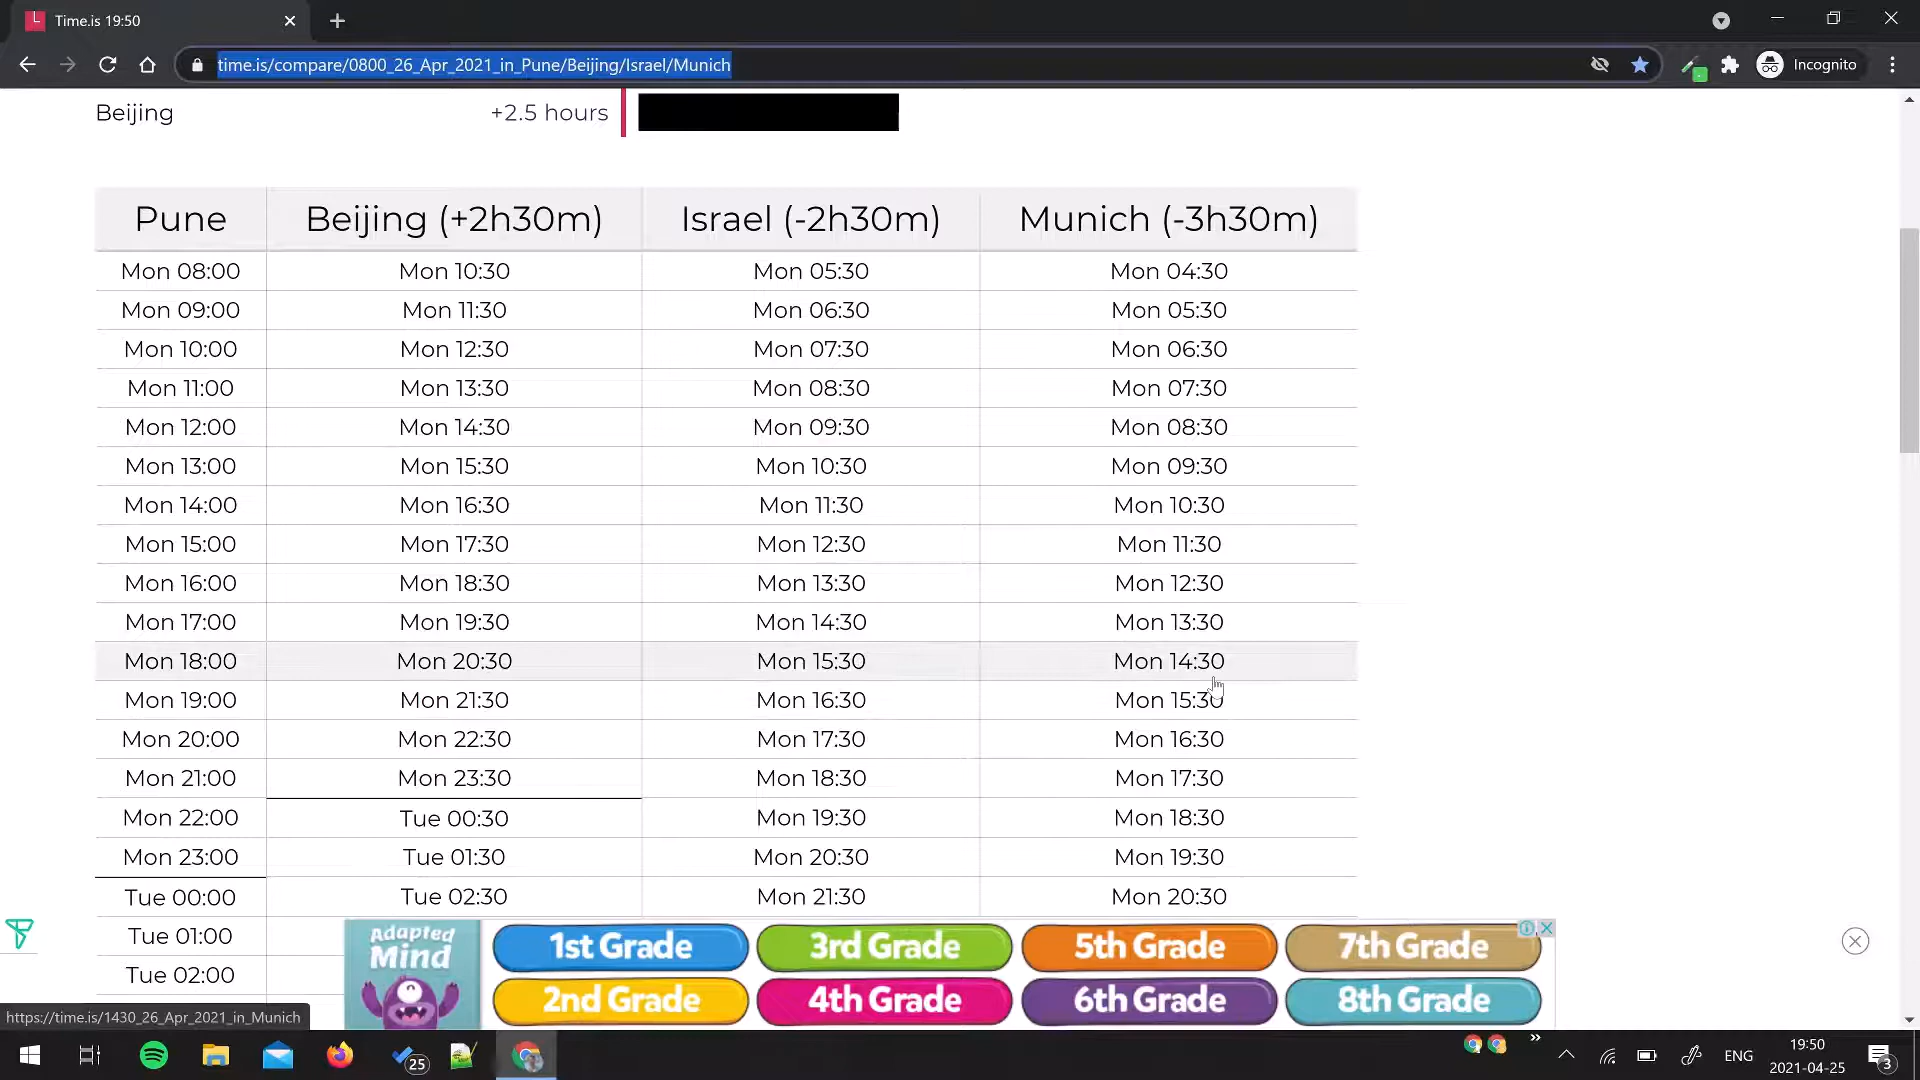 Time.is 19:50
time.is/compare/0800_26_Apr_2021_in_Pune/Beijing/Israel/Munich
Incognito
Beijing +2.5 hours
Pune Beijing (+2h30m) Israel (-2h30m) Munich (-3h30m)
Mon 08:00 Mon 10:30 Mon 05:30 Mon 04:30
Mon 09:00 Mon 11:30 Mon 06:30 Mon 05:30
Mon 10:00 Mon 12:30 Mon 07:30 Mon 06:30
Mon 11:00 Mon 13:30 Mon 08:30 Mon 07:30
Mon 12:00 Mon 14:30 Mon 09:30 Mon 08:30
Mon 13:00 Mon 15:30 Mon 10:30 Mon 09:30
Mon 14:00 Mon 16:30 Mon 11:30 Mon 10:30
Mon 15:00 Mon 17:30 Mon 12:30 Mon 11:30
Mon 16:00 Mon 18:30 Mon 13:30 Mon 12:30
Mon 17:00 Mon 19:30 Mon 14:30 Mon 13:30
Mon 18:00 Mon 20:30 Mon 15:30 Mon 14:30
Mon 19:00 Mon 21:30 Mon 16:30 Mon 15:30
Mon 20:00 Mon 22:30 Mon 17:30 Mon 16:30
Mon 21:00 Mon 23:30 Mon 18:30 Mon 17:30
Mon 22:00 Tue 00:30 Mon 19:30 Mon 18:30
Mon 23:00 Tue 01:30 Mon 20:30 Mon 19:30
Tue 00:00 Tue 02:30 Mon 21:30 Mon 20:30
Tue 01:00
Tue 02:00
Adapted
Mind
1st Grade 3rd Grade 5th Grade 7th Grade
2nd Grade 4th Grade 6th Grade 8th Grade
https://time.is/1430_26_Apr_2021_in_Munich
25
ENG
19:50
2021-04-25
3